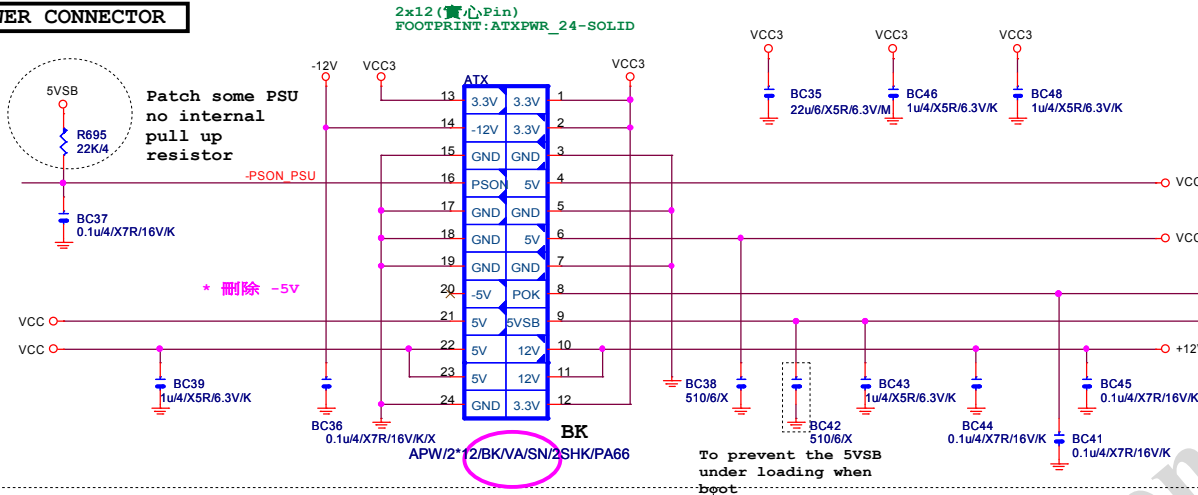 WER CONNECTOR
2x12(實心Pin)
FOOTPRINT:ATXPWR_24-SOLID
5VSB
R695
22K/4
Patch some PSU
no internal
pull up
resistor
-PSON_PSU
BC37
0.1u/4/X7R/16V/K
* 刪除 -5V
VCC
VCC
BC39
1u/4/X5R/6.3V/K
-12V
VCC3
BC36
0.1u/4/X7R/16V/K/X
ATX
VCC3
13 3.3V 3.3V 1
14 -12V 3.3V 2
15 GND GND 3
16 PSON 5V 4
17 GND GND 5
18 GND 5V 6
19 GND GND 7
20 -5V POK 8
21 5V 5VSB 9
22 5V 12V 10
23 5V 12V 11
24 GND 3.3V 12
BK
APW/2*12/BK/VA/SN/2SHK/PA66
VCC3
BC35
22u/6/X5R/6.3V/M
VCC3
BC46
1u/4/X5R/6.3V/K
VCC3
BC48
1u/4/X5R/6.3V/K
VCC
VCC
+12V
BC38
510/6/X
BC42
510/6/X
BC43
1u/4/X5R/6.3V/K
BC44
0.1u/4/X7R/16V/K
BC45
0.1u/4/X7R/16V/K
BC41
0.1u/4/X7R/16V/K
To prevent the 5VSB
under loading when
boot